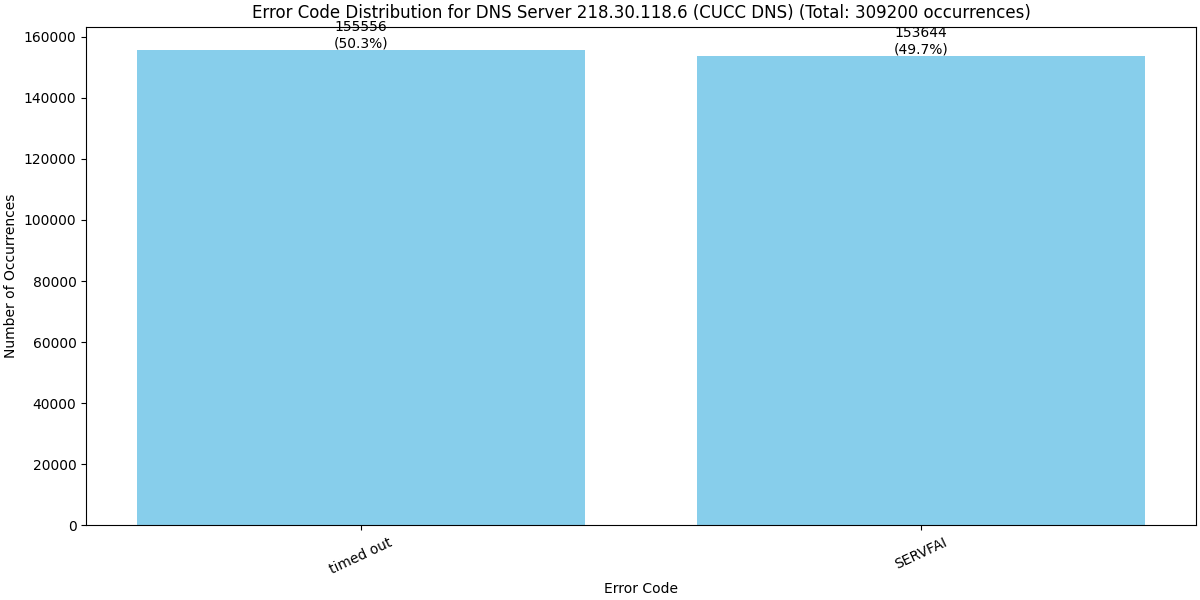 Error Code Distribution for DNS Server 218.30.118.6 (CUCC DNS) (Total: 309200 occurrences)
155556
(50.3%)
153644
(49.7%)
160000
140000
120000
100000
80000
60000
40000
20000
0
Number of Occurrences
timed out
SERVFAI
Error Code